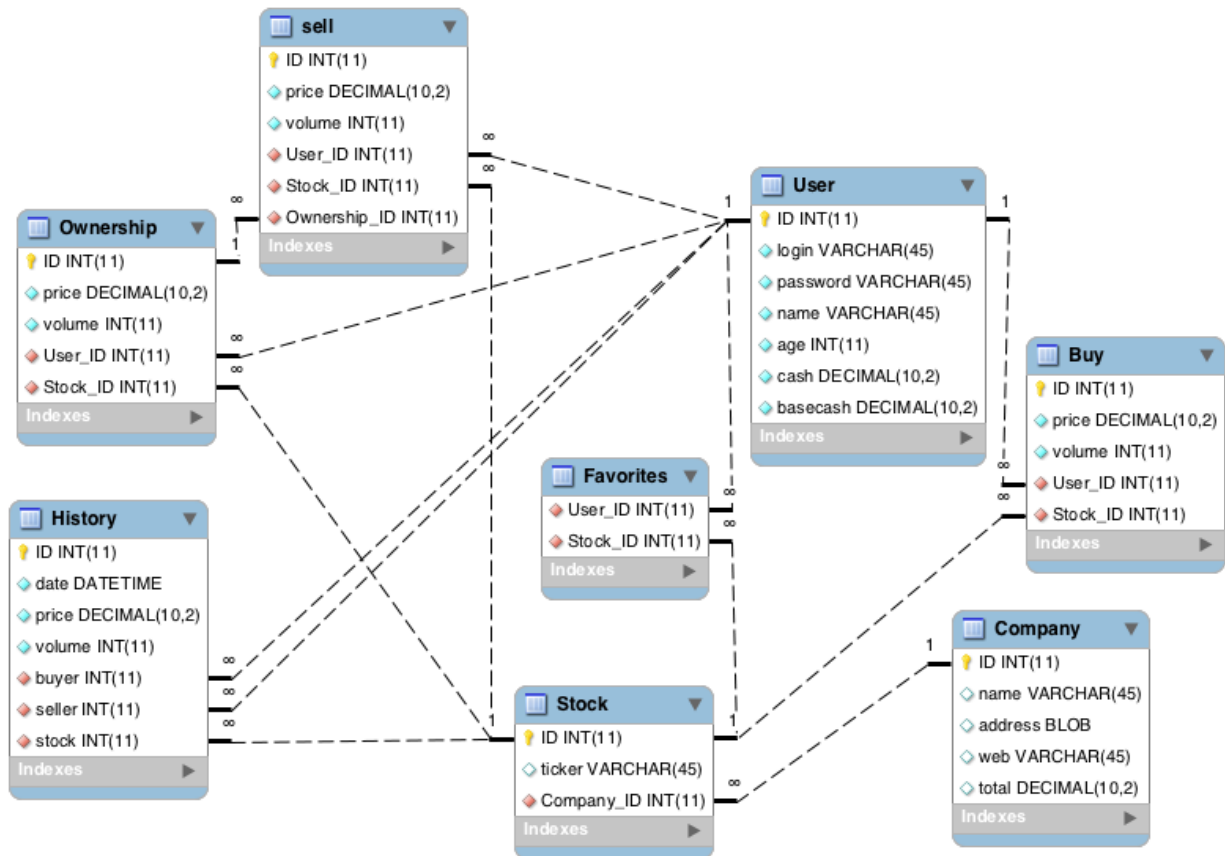 sell
ID INT(11)
price DECIMAL(10,2)
volume INT(11)
User_ID INT(11)
Stock_ID INT(11)
Ownership_ID INT(11)
Indexes
∞
∞
∞
1
Ownership
ID INT(11)
price DECIMAL(10,2)
volume INT(11)
User_ID INT(11)
Stock_ID INT(11)
Indexes
∞
∞
User
ID INT(11)
login VARCHAR(45)
password VARCHAR(45)
name VARCHAR(45)
age INT(11)
cash DECIMAL(10,2)
basecash DECIMAL(10,2)
Indexes
1
1
Buy
ID INT(11)
price DECIMAL(10,2)
volume INT(11)
User_ID INT(11)
Stock_ID INT(11)
Indexes
∞
∞
Favorites
User_ID INT(11)
Stock_ID INT(11)
Indexes
∞
∞
History
ID INT(11)
date DATETIME
price DECIMAL(10,2)
volume INT(11)
buyer INT(11)
seller INT(11)
stock INT(11)
Indexes
∞
∞
∞
Stock
ID INT(11)
ticker VARCHAR(45)
Company_ID INT(11)
Indexes
1
1
∞
Company
ID INT(11)
name VARCHAR(45)
address BLOB
web VARCHAR(45)
total DECIMAL(10,2)
Indexes
1